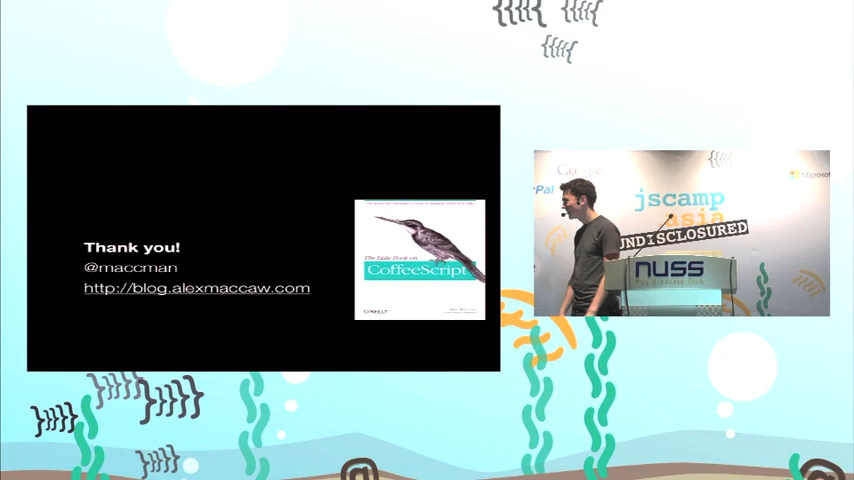 Thank you!
@maccman
http://blog.alexmaccaw.com
The Little Book on
CoffeeScript
O'REILLY
Google
PayPal
Microsoft
jscamp
asia
UNDISCLOSURED
NUSS
The Graduate Club